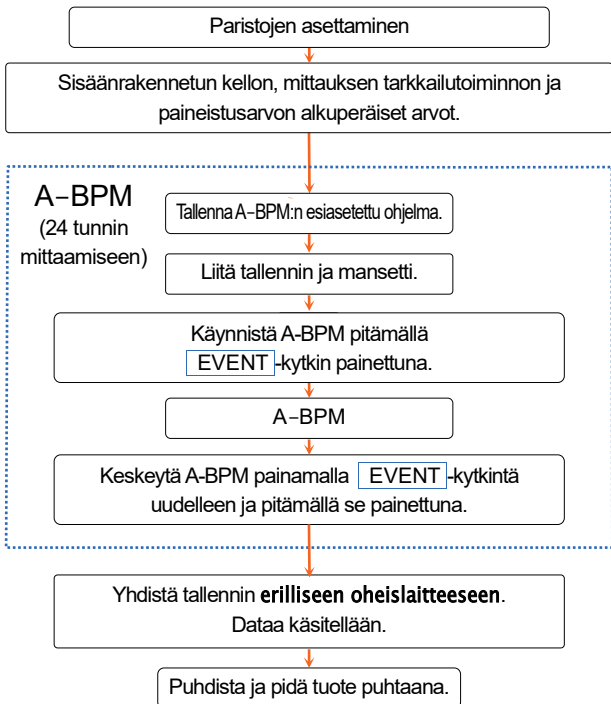 Paristojen asettaminen
Sisäänrakennetun kellon, mittauksen tarkkailutoiminnon ja
paineistusarvon alkuperäiset arvot.
A–BPM
(24 tunnin
mittaamiseen)
Tallenna A–BPM:n esiasetettu ohjelma.
Liitä tallennin ja mansetti.
Käynnistä A-BPM pitämällä
EVENT -kytkin painettuna.
A–BPM
Keskeytä A-BPM painamalla EVENT -kytkintä
uudelleen ja pitämällä se painettuna.
Yhdistä tallennin erilliseen oheislaitteeseen.
Dataa käsitellään.
Puhdista ja pidä tuote puhtaana.